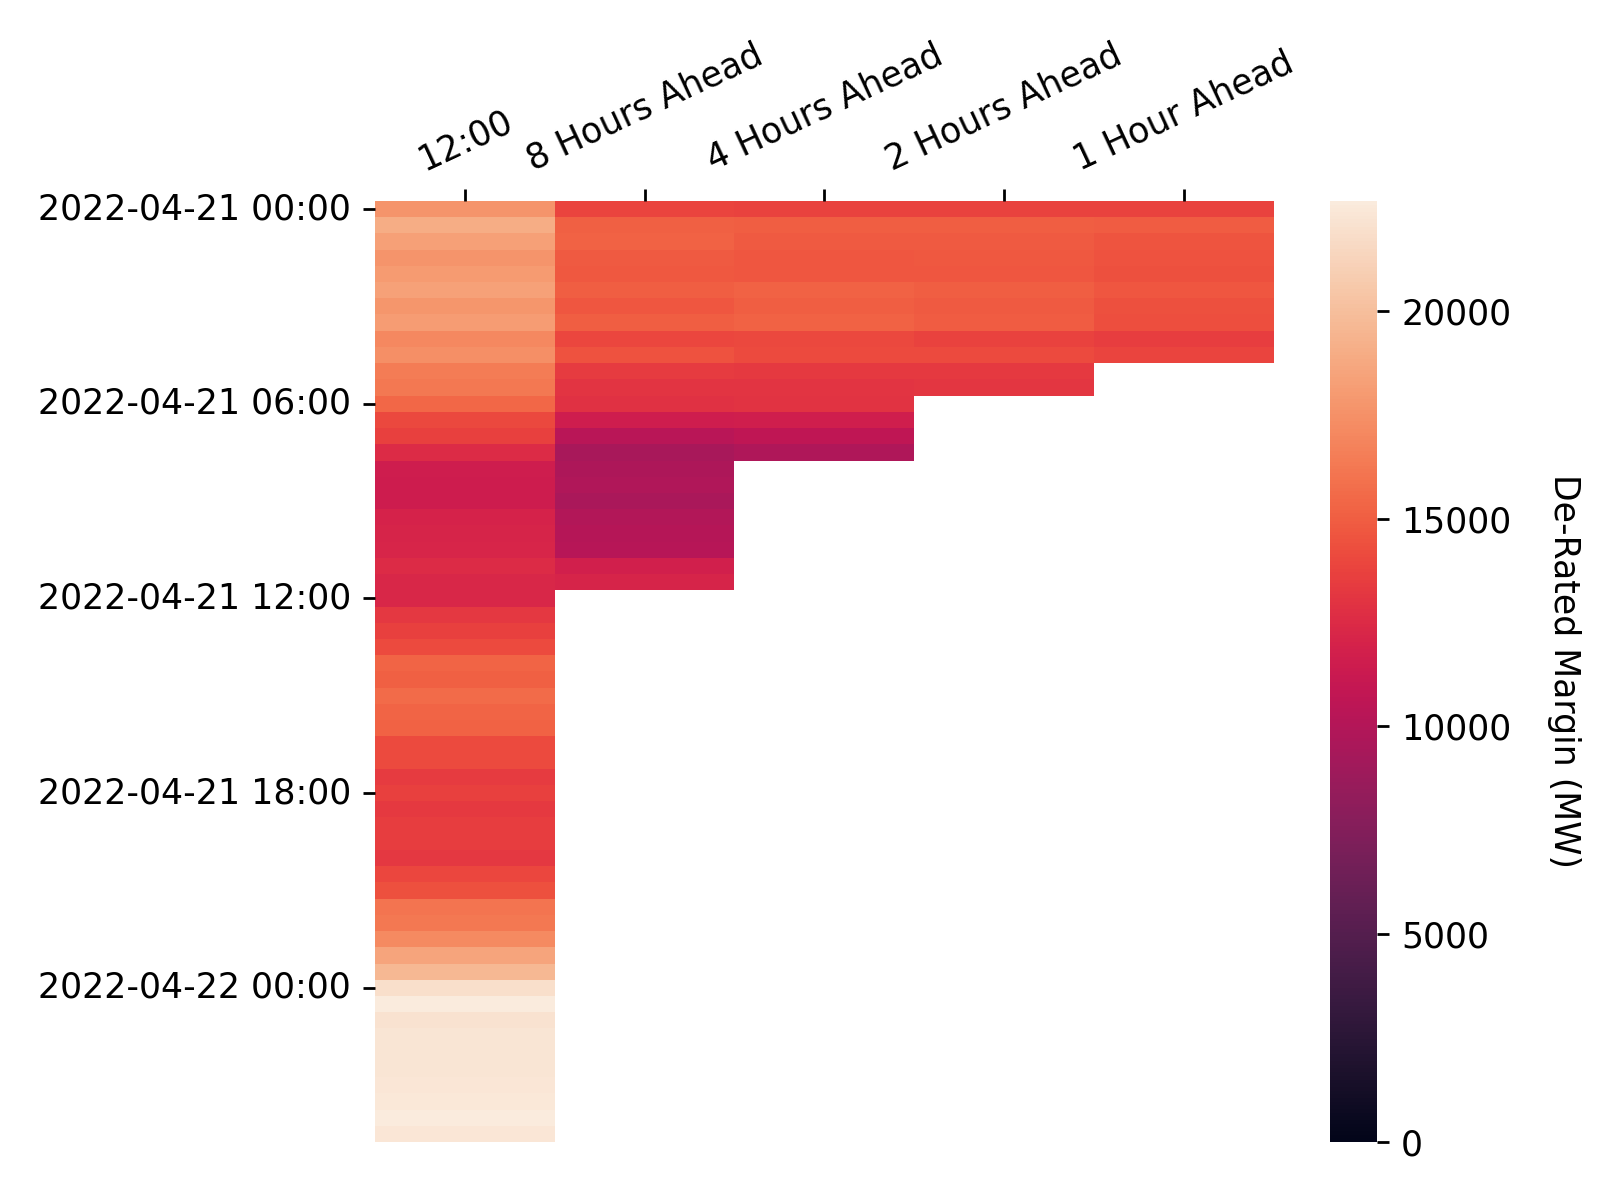 12:00
8 Hours Ahead
4 Hours Ahead
2 Hours Ahead
1 Hour Ahead
2022-04-21 00:00
2022-04-21 06:00
2022-04-21 12:00
2022-04-21 18:00
2022-04-22 00:00
20000
15000
10000
5000
0
De-Rated Margin (MW)